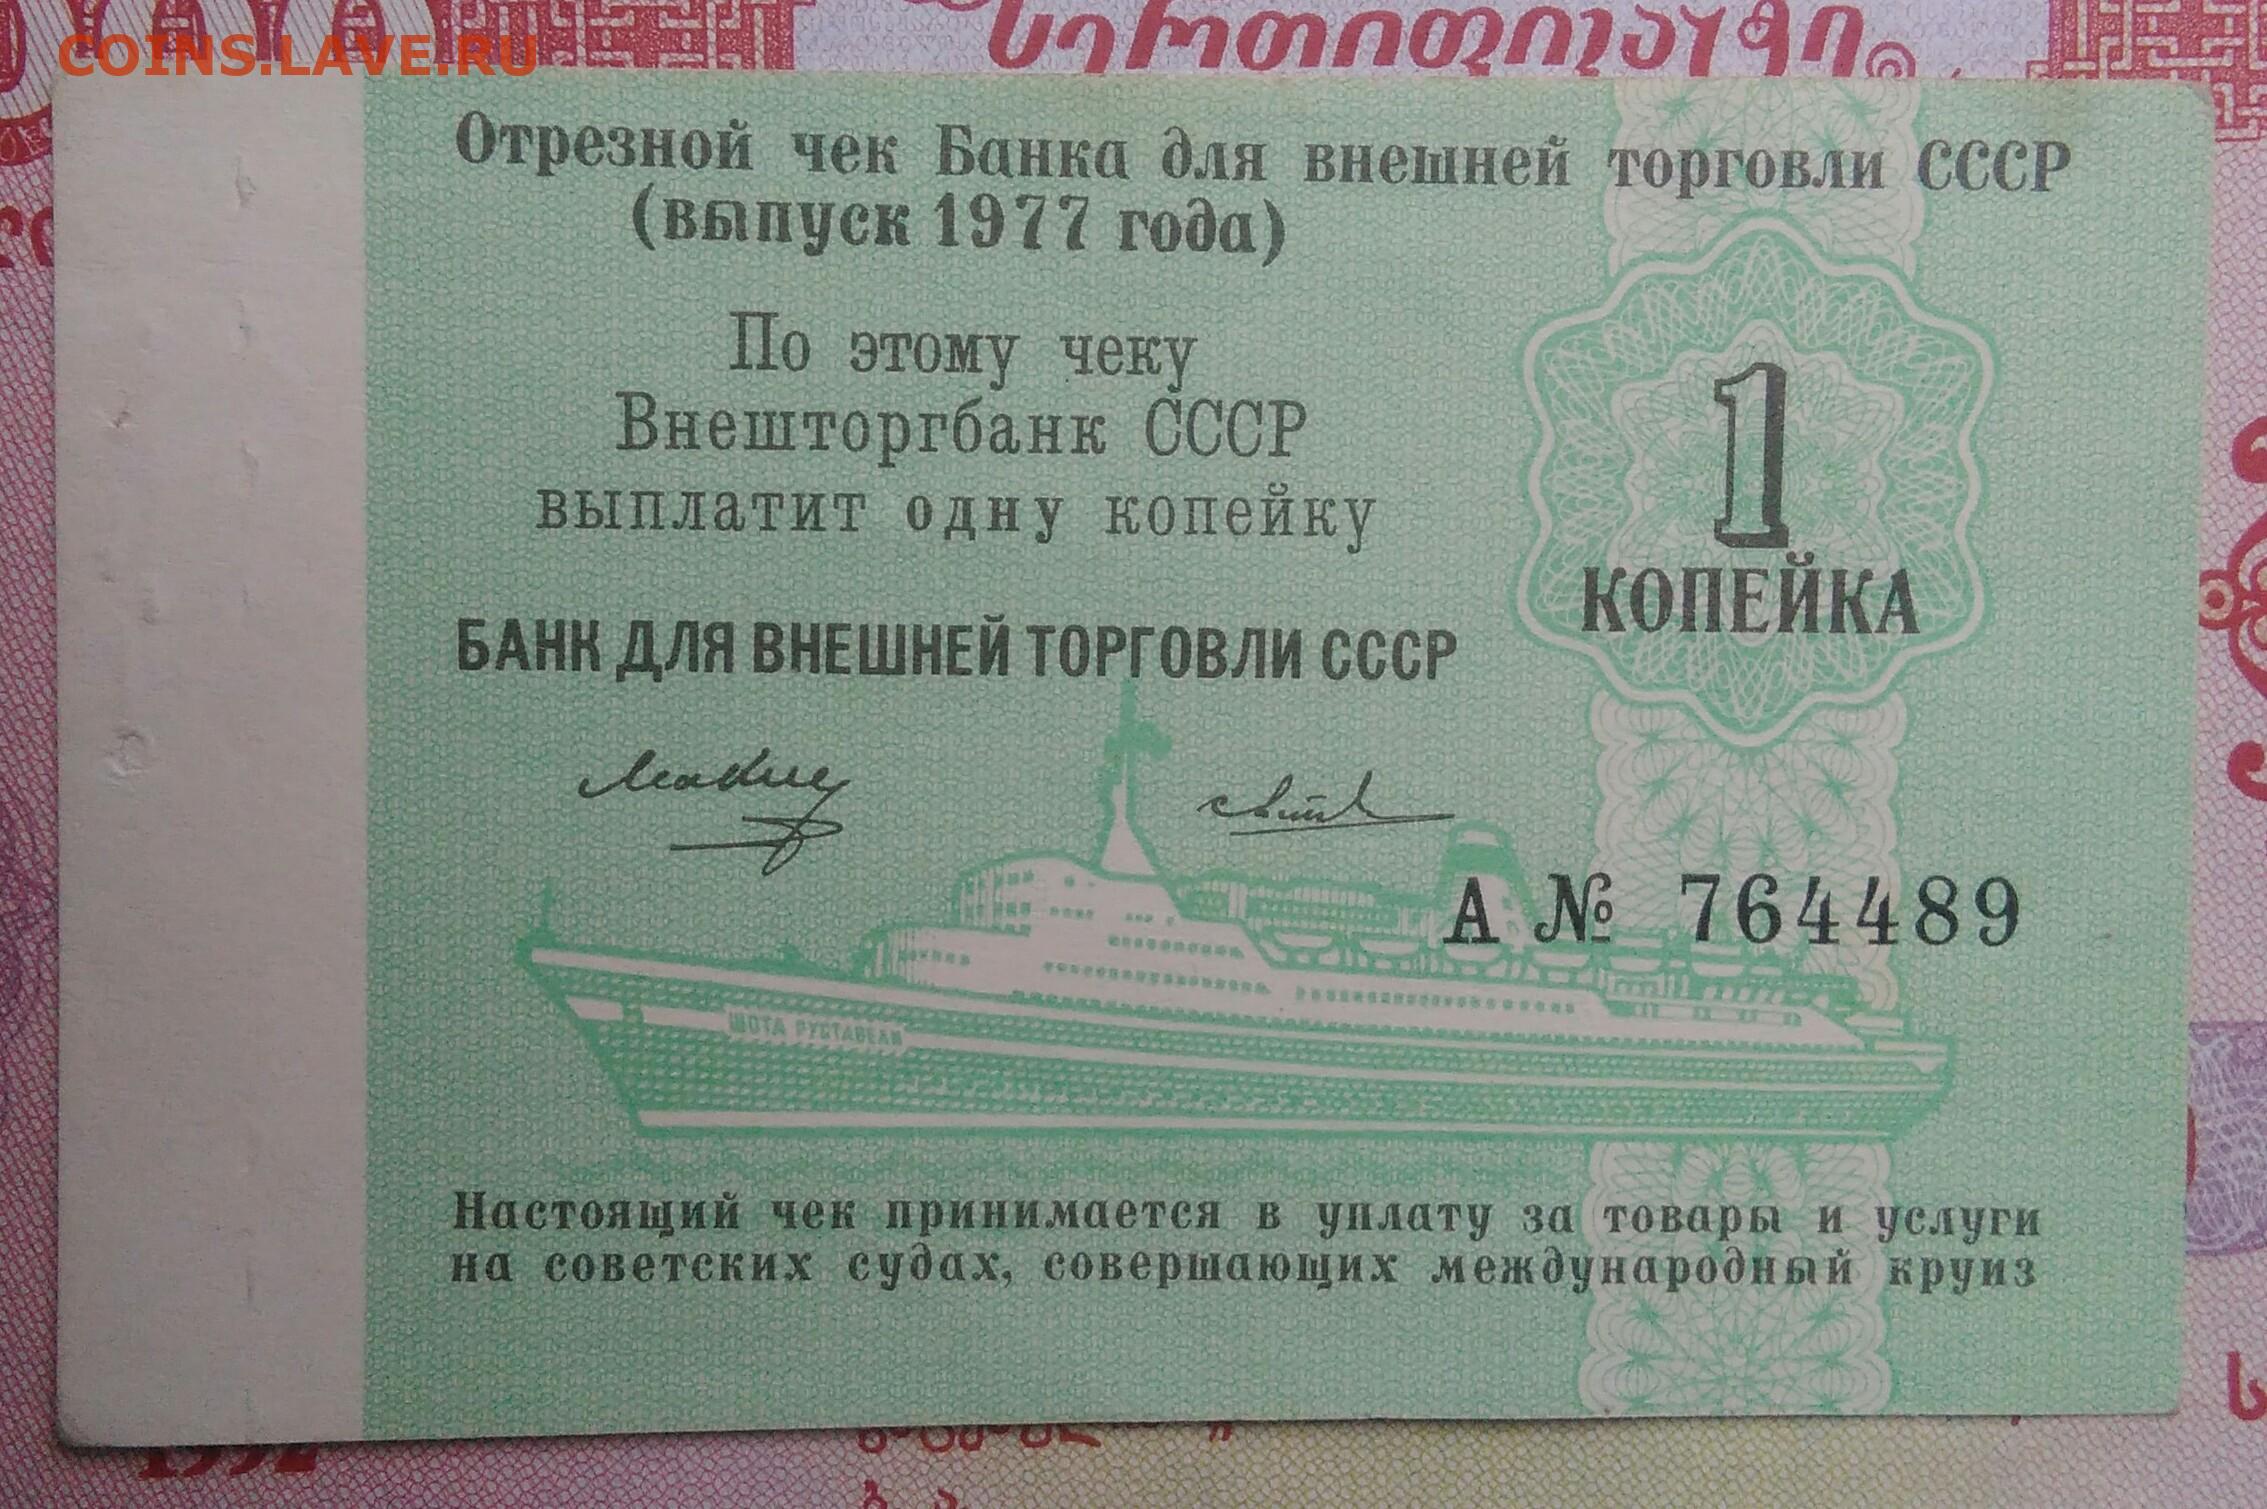 COINS.LAVE.RU
სერთიფიკატი
Отрезной чек Банка для внешней торговли СССР
(выпуск 1977 года)
По этому чеку
Внешторгбанк СССР
выплатит одну копейку
1
КОПЕЙКА
БАНК ДЛЯ ВНЕШНЕЙ ТОРГОВЛИ СССР
А № 764489
ШОТА РУСТАВЕЛИ
Настоящий чек принимается в уплату за товары и услуги
на советских судах, совершающих международный круиз
1992